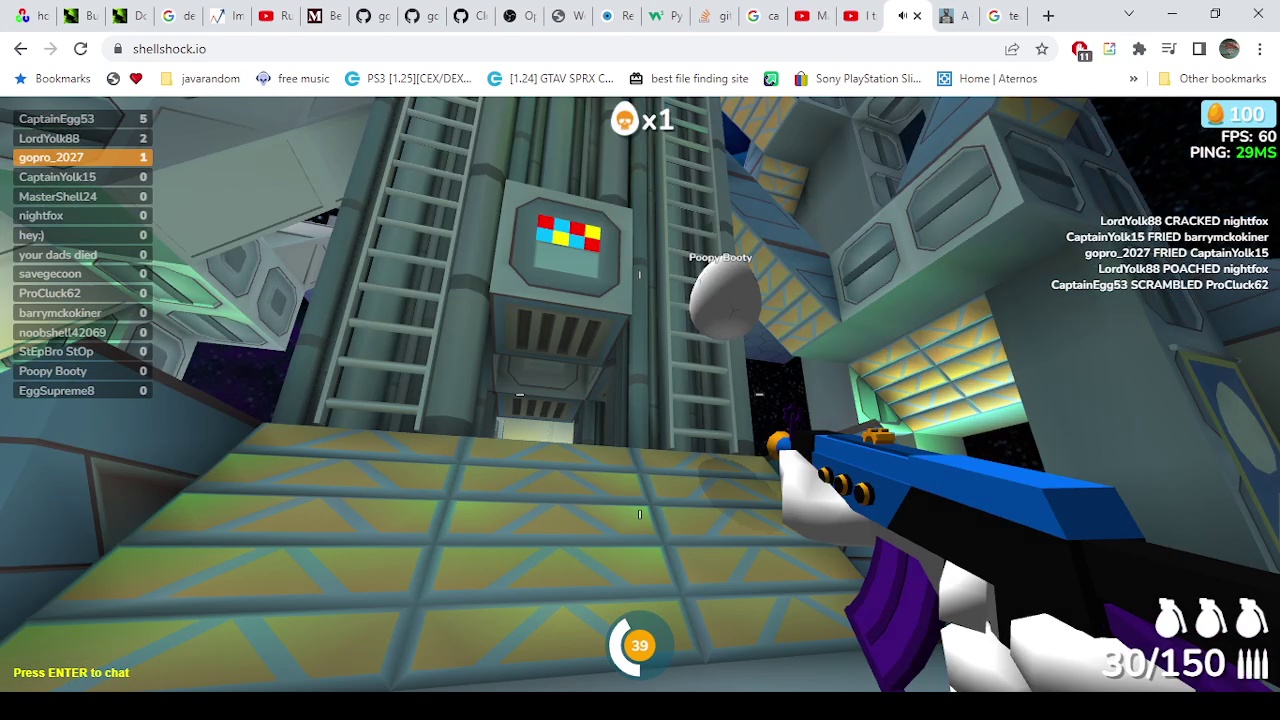 hc
Bu
Dc
de
Im
Ru
Be
gc
gc
Cl
Op
W
Re
Py
git
ca
M
I t
A
te
shellshock.io
11
Bookmarks
javarandom
free music
PS3 [1.25][CEX/DEX...
[1.24] GTAV SPRX C...
best file finding site
Sony PlayStation Sli...
Home | Aternos
»
Other bookmarks
CaptainEgg53 5
LordYolk88 2
gopro_2027 1
CaptainYolk15 0
MasterShell24 0
nightfox 0
hey:) 0
your dads died 0
savegecoon 0
ProCluck62 0
barrymckokiner 0
noobshell42069 0
StEpBro StOp 0
Poopy Booty 0
EggSupreme8 0
x1
100
FPS: 60
PING: 29MS
LordYolk88 CRACKED nightfox
CaptainYolk15 FRIED barrymckokiner
gopro_2027 FRIED CaptainYolk15
LordYolk88 POACHED nightfox
CaptainEgg53 SCRAMBLED ProCluck62
Poopy Booty
39
Press ENTER to chat
30/150